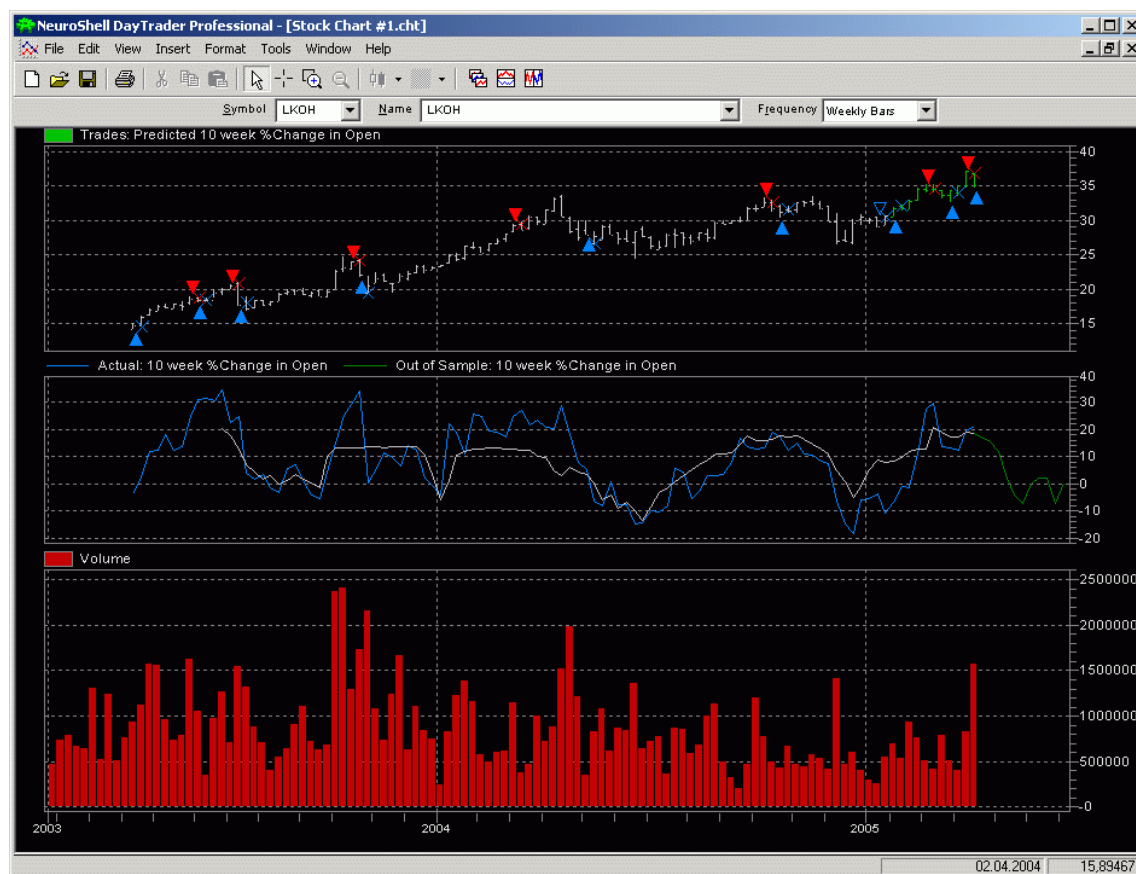 NeuroShell DayTrader Professional - [Stock Chart #1.cht]
File Edit View Insert Format Tools Window Help
Symbol LKOH Name LKOH Frequency Weekly Bars
Trades: Predicted 10 week %Change in Open
40
35
30
25
20
15
Actual: 10 week %Change in Open Out of Sample: 10 week %Change in Open
40
30
20
10
0
-10
-20
Volume
2500000
2000000
1500000
1000000
500000
0
2003 2004 2005
02.04.2004 15,89467